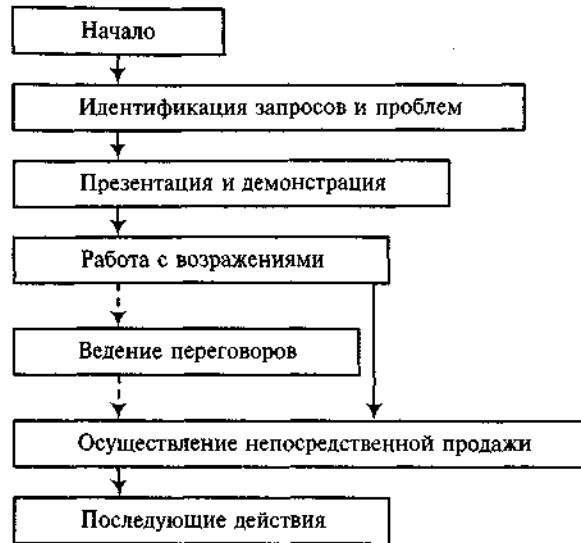 Начало
Идентификация запросов и проблем
Презентация и демонстрация
Работа с возражениями
Ведение переговоров
Осуществление непосредственной продажи
Последующие действия